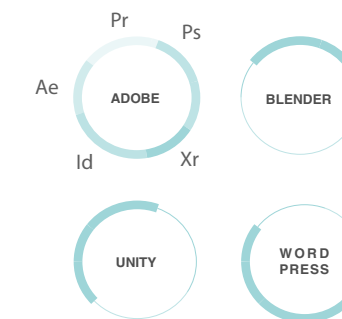 Pr
Ps
Ae
ADOBE
BLENDER
Id
Xr
UNITY
WORD
PRESS